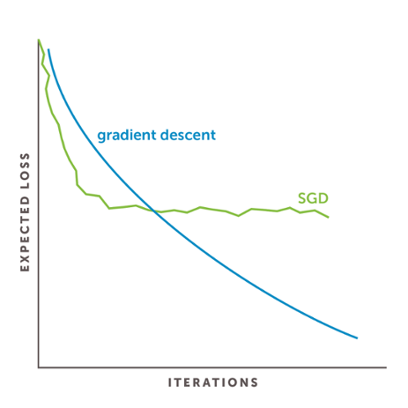 gradient descent
SGD
EXPECTED LOSS
ITERATIONS